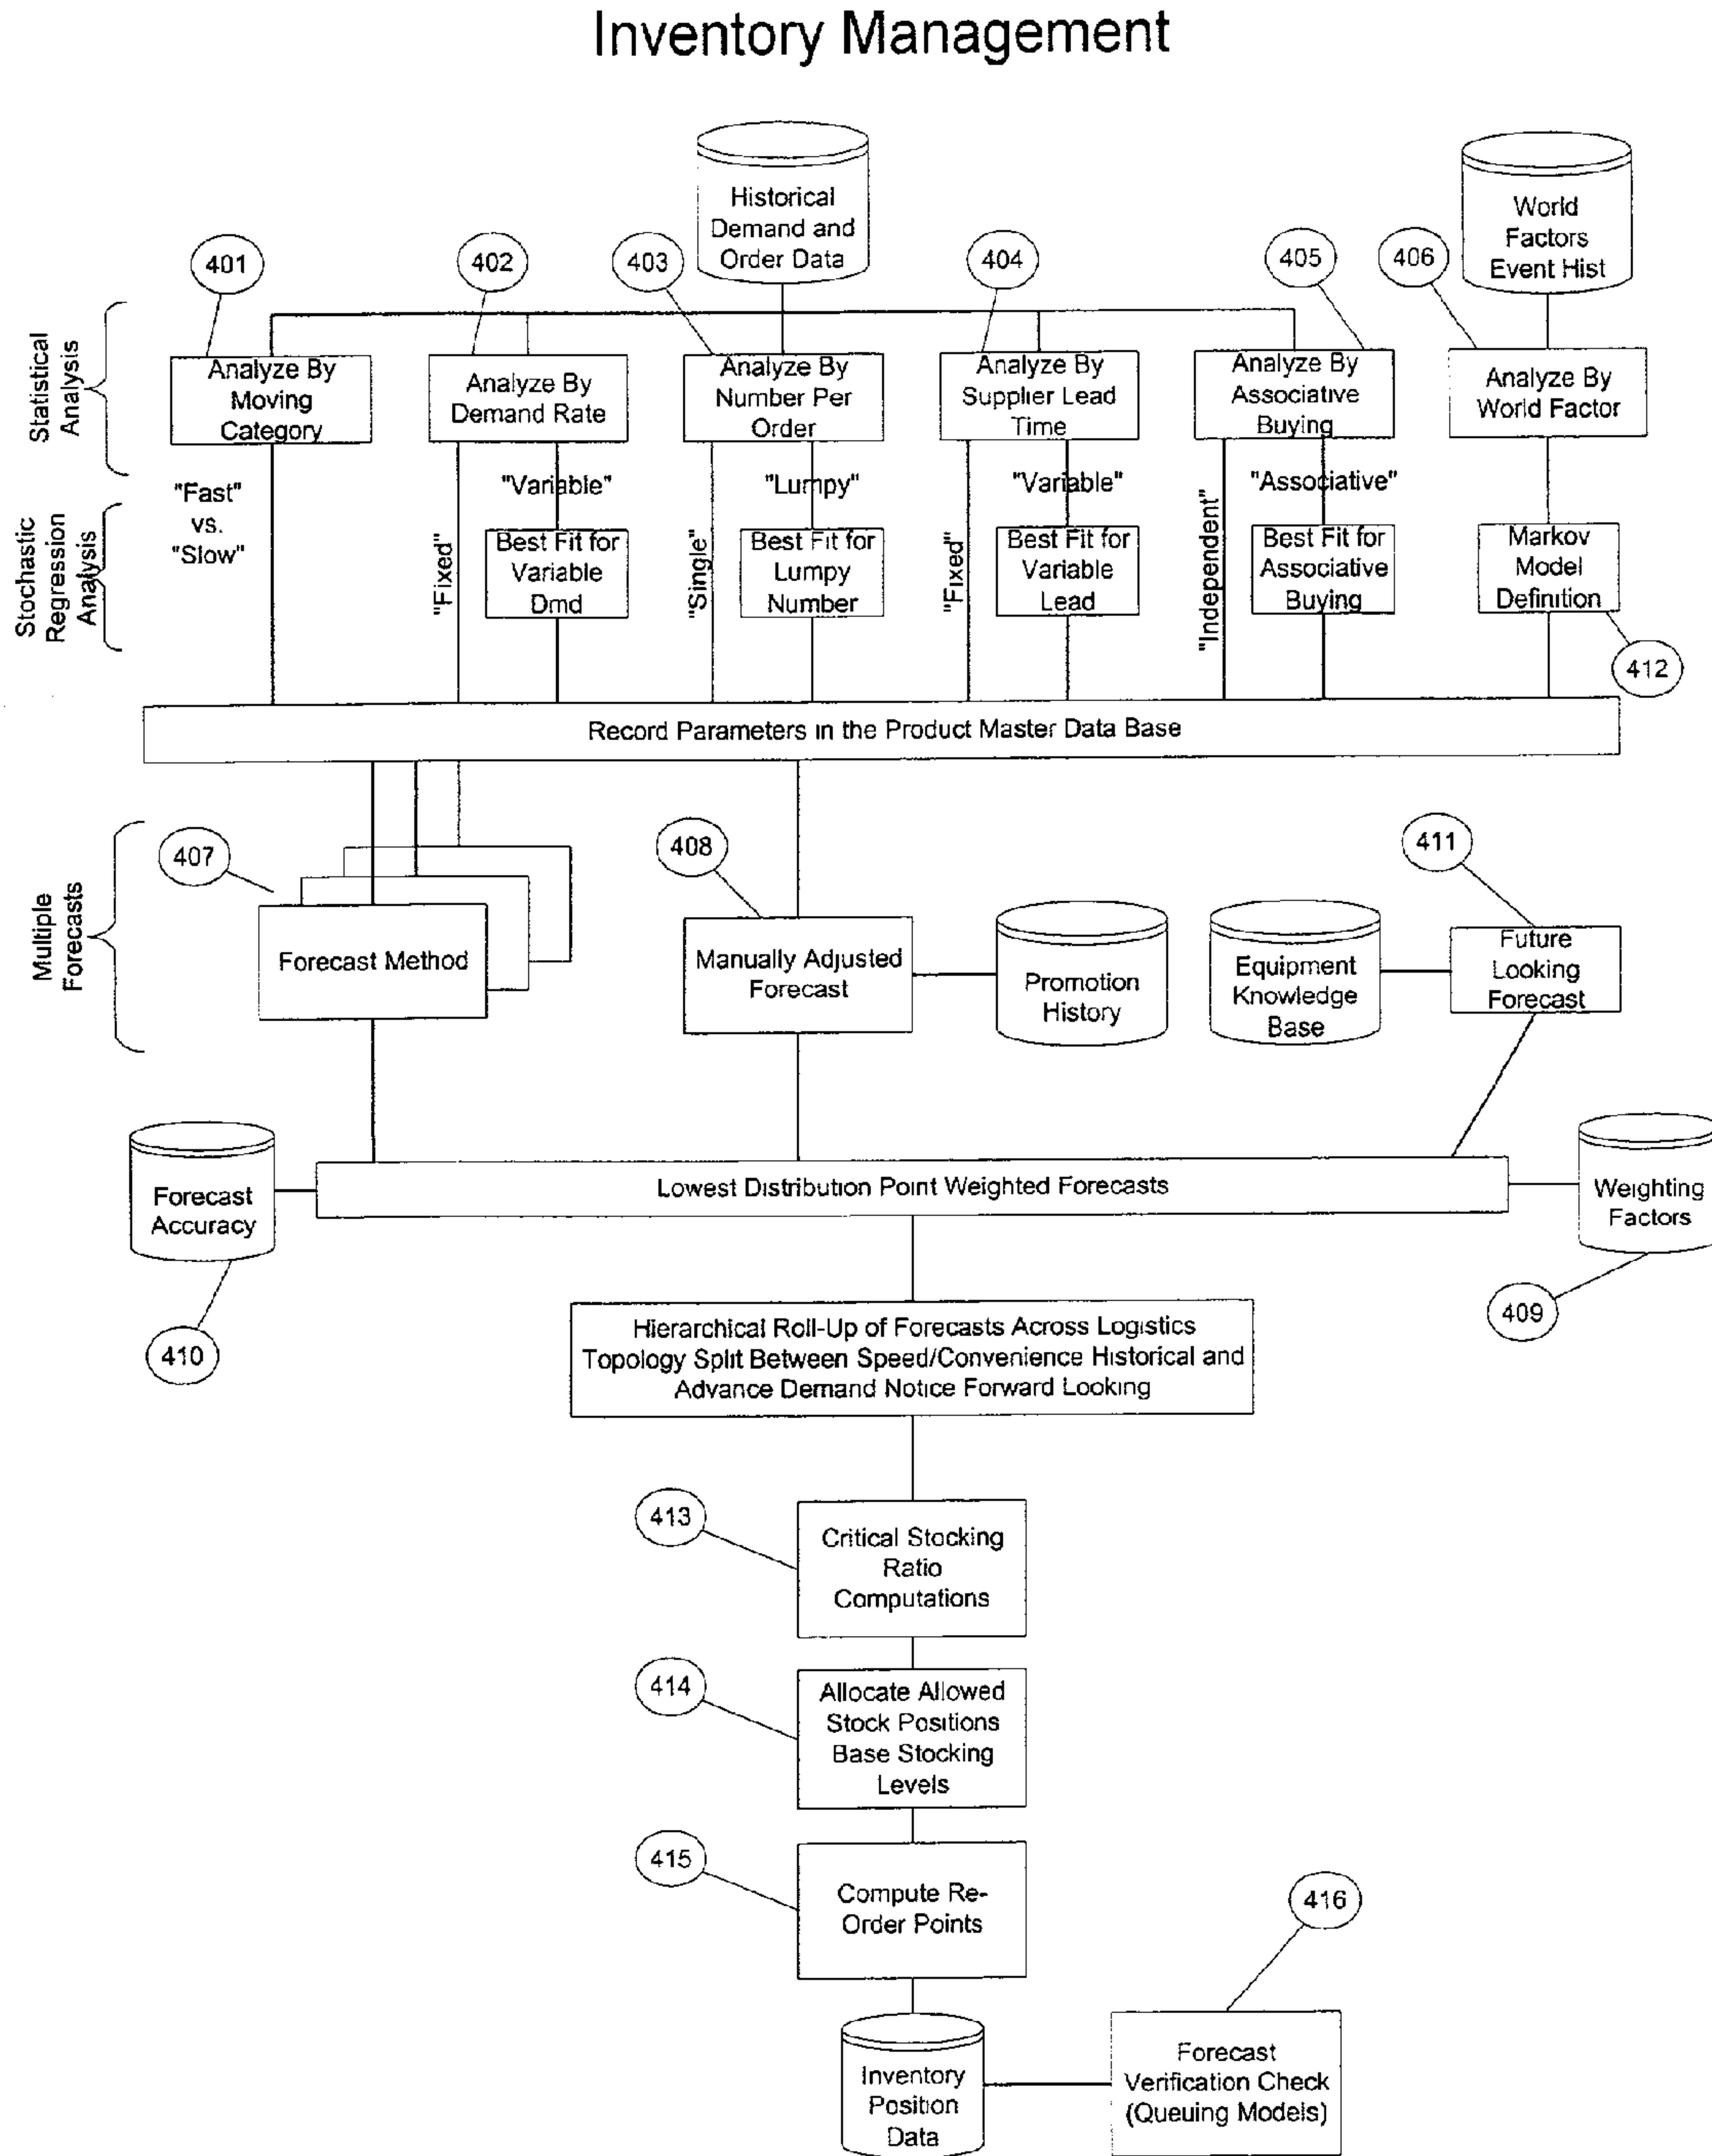 Inventory Management
Historical
Demand and
Order Data
World
Factors
Event Hist
401
402
403
404
405
406
Statistical
Analysis
Analyze By
Moving
Category
Analyze By
Demand Rate
Analyze By
Number Per
Order
Analyze By
Supplier Lead
Time
Analyze By
Associative
Buying
Analyze By
World Factor
Stochastic
Regression
Analysis
"Fast"
vs.
"Slow"
"Fixed"
"Variable"
Best Fit for
Variable
Dmd
"Single"
"Lumpy"
Best Fit for
Lumpy
Number
"Fixed"
"Variable"
Best Fit for
Variable
Lead
"Independent"
"Associative"
Best Fit for
Associative
Buying
Markov
Model
Definition
412
Record Parameters in the Product Master Data Base
Multiple
Forecasts
407
Forecast Method
408
Manually Adjusted
Forecast
Promotion
History
Equipment
Knowledge
Base
411
Future
Looking
Forecast
Forecast
Accuracy
410
Lowest Distribution Point Weighted Forecasts
Weighting
Factors
409
Hierarchical Roll-Up of Forecasts Across Logistics
Topology Split Between Speed/Convenience Historical and
Advance Demand Notice Forward Looking
413
Critical Stocking
Ratio
Computations
414
Allocate Allowed
Stock Positions
Base Stocking
Levels
415
Compute Re-
Order Points
416
Inventory
Position
Data
Forecast
Verification Check
(Queuing Models)